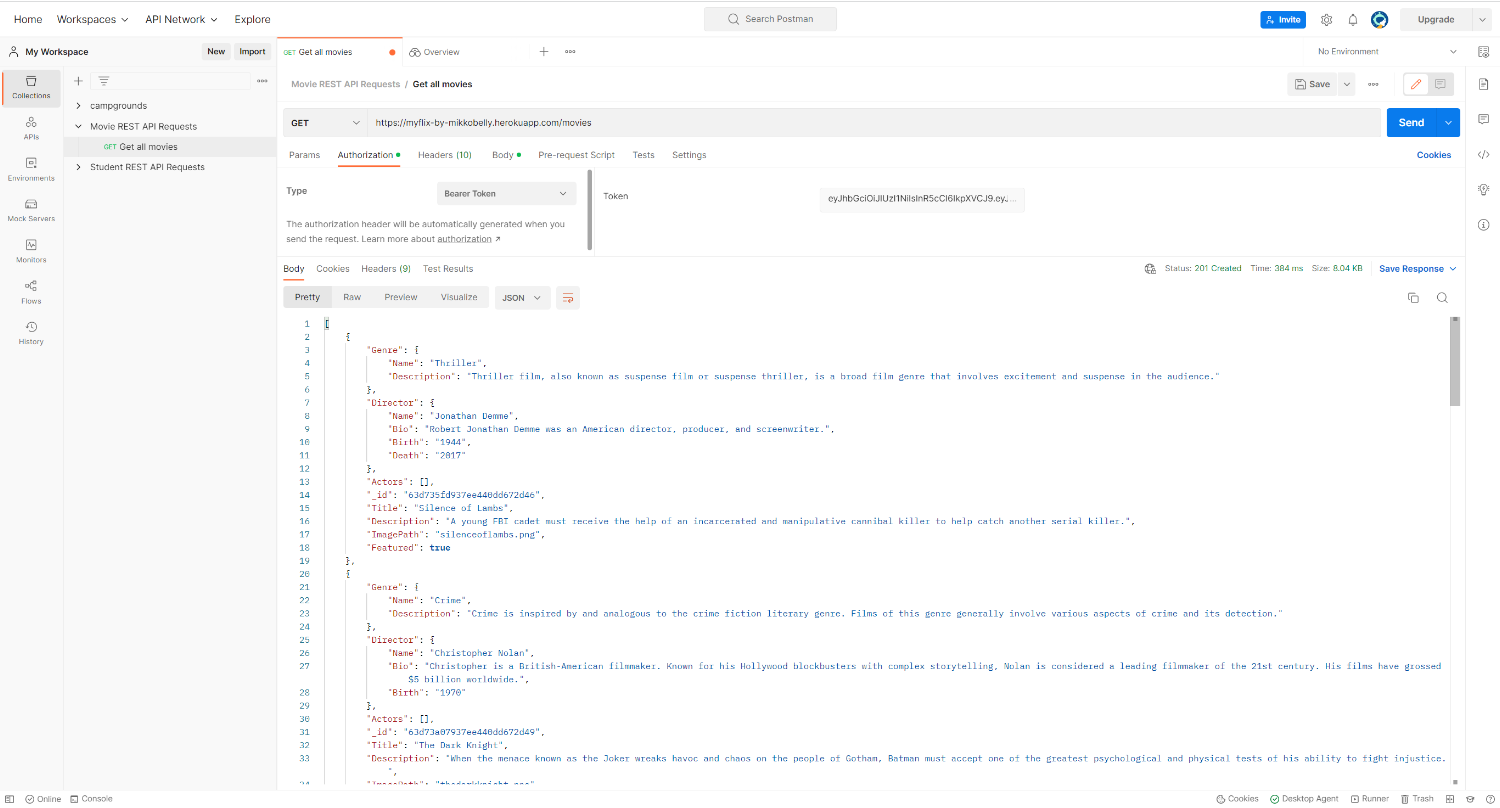 Home Workspaces API Network Explore Search Postman Invite Upgrade
My Workspace New Import GET Get all movies Overview No Environment
Collections
APIs
Environments
Mock Servers
Monitors
Flows
History
campgrounds
Movie REST API Requests
GET Get all movies
Student REST API Requests
Movie REST API Requests / Get all movies Save
GET https://myflix-by-mikkobelly.herokuapp.com/movies Send
Params Authorization Headers (10) Body Pre-request Script Tests Settings Cookies
Type Bearer Token
The authorization header will be automatically generated when you
send the request. Learn more about authorization ↗
Token eyJhbGciOiJIUzI1NiIsInR5cCI6IkpXVCJ9.eyJ...
Body Cookies Headers (9) Test Results Status: 201 Created Time: 384 ms Size: 8.04 KB Save Response
Pretty Raw Preview Visualize JSON
1 [
2 {
3 "Genre": {
4 "Name": "Thriller",
5 "Description": "Thriller film, also known as suspense film or suspense thriller, is a broad film genre that involves excitement and suspense in the audience."
6 },
7 "Director": {
8 "Name": "Jonathan Demme",
9 "Bio": "Robert Jonathan Demme was an American director, producer, and screenwriter.",
10 "Birth": "1944",
11 "Death": "2017"
12 },
13 "Actors": [],
14 "_id": "63d735fd937ee440dd672d46",
15 "Title": "Silence of Lambs",
16 "Description": "A young FBI cadet must receive the help of an incarcerated and manipulative cannibal killer to help catch another serial killer.",
17 "ImagePath": "silenceoflambs.png",
18 "Featured": true
19 },
20 {
21 "Genre": {
22 "Name": "Crime",
23 "Description": "Crime is inspired by and analogous to the crime fiction literary genre. Films of this genre generally involve various aspects of crime and its detection."
24 },
25 "Director": {
26 "Name": "Christopher Nolan",
27 "Bio": "Christopher is a British-American filmmaker. Known for his Hollywood blockbusters with complex storytelling, Nolan is considered a leading filmmaker of the 21st century. His films have grossed
$5 billion worldwide.",
28 "Birth": "1970"
29 },
30 "Actors": [],
31 "_id": "63d73a07937ee440dd672d49",
32 "Title": "The Dark Knight",
33 "Description": "When the menace known as the Joker wreaks havoc and chaos on the people of Gotham, Batman must accept one of the greatest psychological and physical tests of his ability to fight injustice.
",
34 "ImagePath": "thedarkknight.png"
Online Console Cookies Desktop Agent Runner Trash